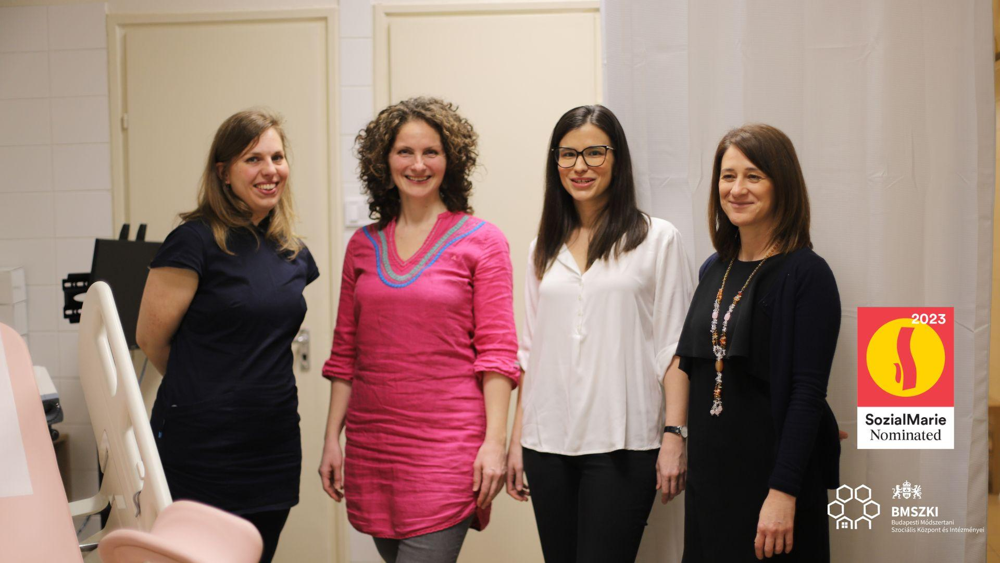 2023
SozialMarie
Nominated
BMSZKI
Budapesti Módszertani
Szociális Központ és Intézményei